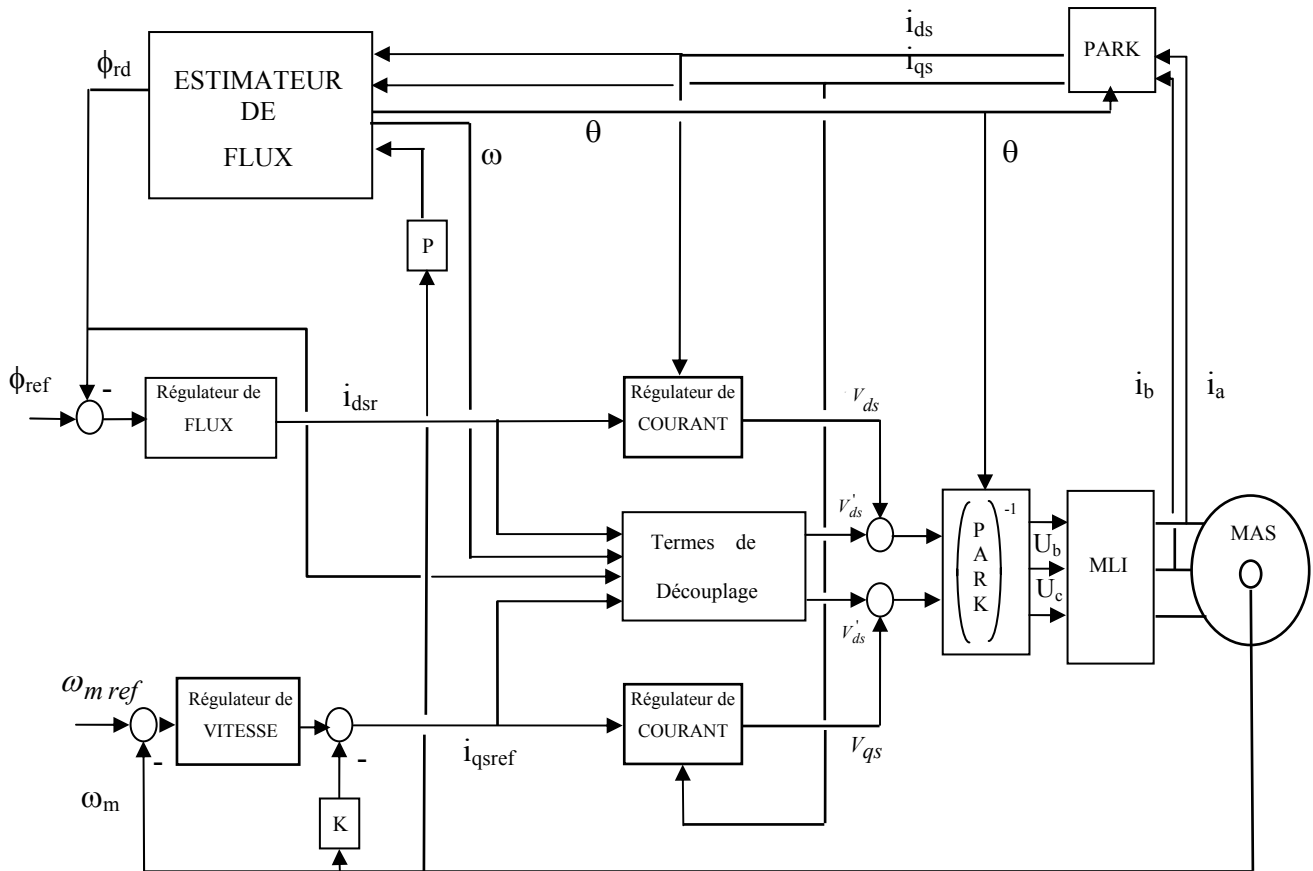 i_ds
PARK
ϕ_rd
i_qs
ESTIMATEUR
DE
FLUX
θ
ω
θ
P
ϕ_ref
-
Régulateur de
FLUX
i_dsr
Régulateur de
COURANT
V_ds
i_b
i_a
V'_ds
-1
PARK
U_b
U_c
MLI
MAS
Termes de
Découplage
V'_ds
ω_m ref
Régulateur de
VITESSE
-
-
i_qsref
Régulateur de
COURANT
V_qs
ω_m
K